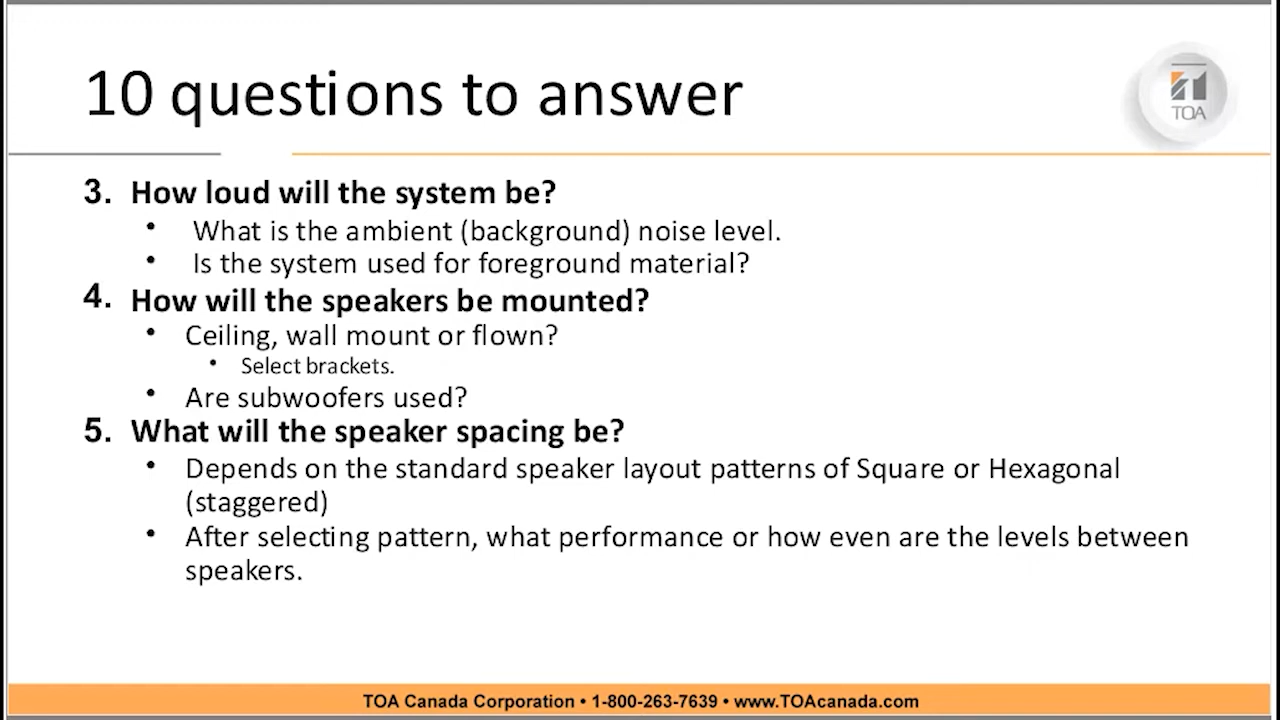 10 questions to answer
TOA
3. How loud will the system be?
• What is the ambient (background) noise level.
• Is the system used for foreground material?
4. How will the speakers be mounted?
• Ceiling, wall mount or flown?
• Select brackets.
• Are subwoofers used?
5. What will the speaker spacing be?
• Depends on the standard speaker layout patterns of Square or Hexagonal
(staggered)
• After selecting pattern, what performance or how even are the levels between
speakers.
TOA Canada Corporation • 1-800-263-7639 • www.TOAcanada.com